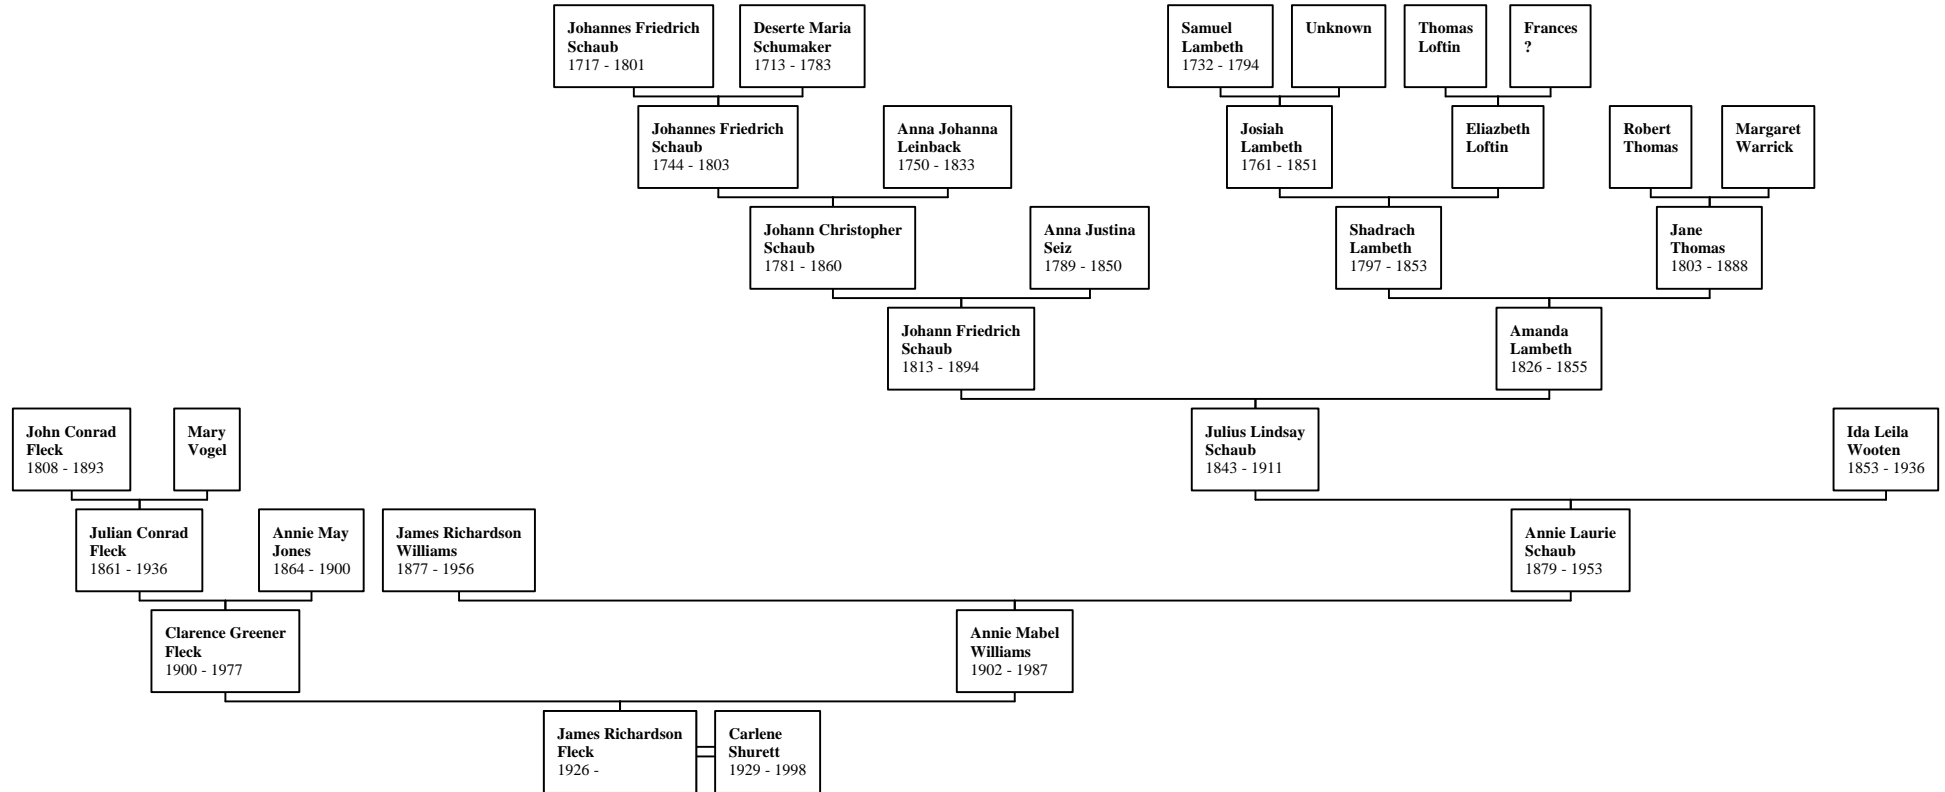 Johannes Friedrich
Schaub
1717 - 1801
Deserte Maria
Schumaker
1713 - 1783
Samuel
Lambeth
1732 - 1794
Unknown
Thomas
Loftin
Frances
?
Johannes Friedrich
Schaub
1744 - 1803
Anna Johanna
Leinback
1750 - 1833
Josiah
Lambeth
1761 - 1851
Eliazbeth
Loftin
Robert
Thomas
Margaret
Warrick
Johann Christopher
Schaub
1781 - 1860
Anna Justina
Seiz
1789 - 1850
Shadrach
Lambeth
1797 - 1853
Jane
Thomas
1803 - 1888
Johann Friedrich
Schaub
1813 - 1894
Amanda
Lambeth
1826 - 1855
John Conrad
Fleck
1808 - 1893
Mary
Vogel
Julius Lindsay
Schaub
1843 - 1911
Ida Leila
Wooten
1853 - 1936
Julian Conrad
Fleck
1861 - 1936
Annie May
Jones
1864 - 1900
James Richardson
Williams
1877 - 1956
Annie Laurie
Schaub
1879 - 1953
Clarence Greener
Fleck
1900 - 1977
Annie Mabel
Williams
1902 - 1987
James Richardson
Fleck
1926 -
Carlene
Shurett
1929 - 1998